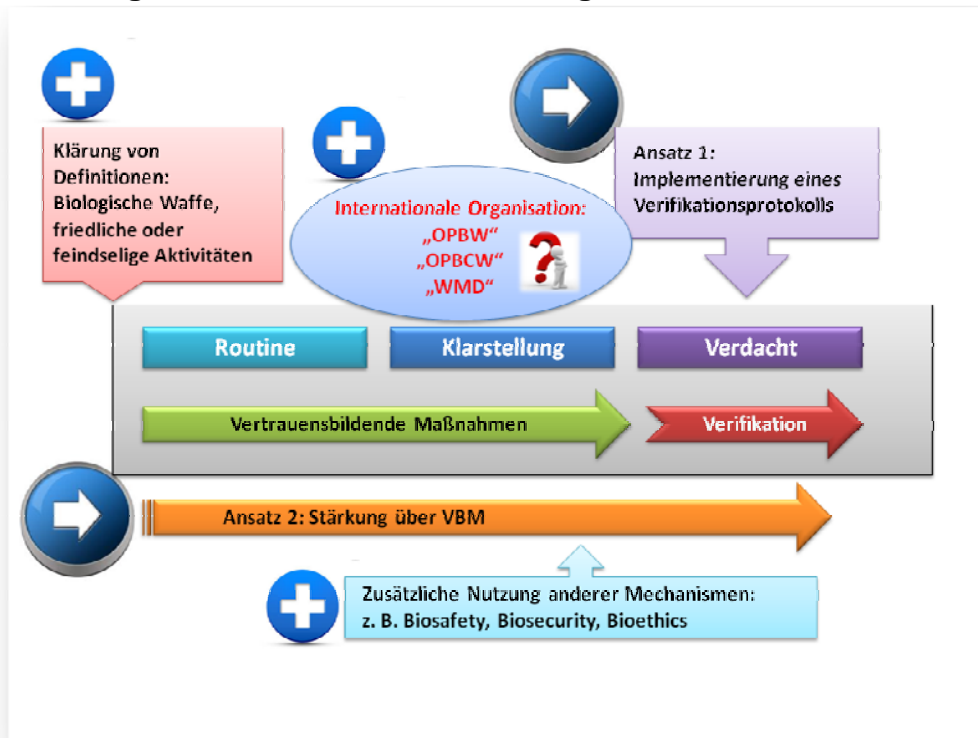 Klärung von
Definitionen:
Biologische Waffe,
friedliche oder
feindselige Aktivitäten
Internationale Organisation:
„OPBW“
„OPBCW“
„WMD“
Ansatz 1:
Implementierung eines
Verifikationsprotokolls
Routine
Klarstellung
Verdacht
Vertrauensbildende Maßnahmen
Verifikation
Ansatz 2: Stärkung über VBM
Zusätzliche Nutzung anderer Mechanismen:
z. B. Biosafety, Biosecurity, Bioethics